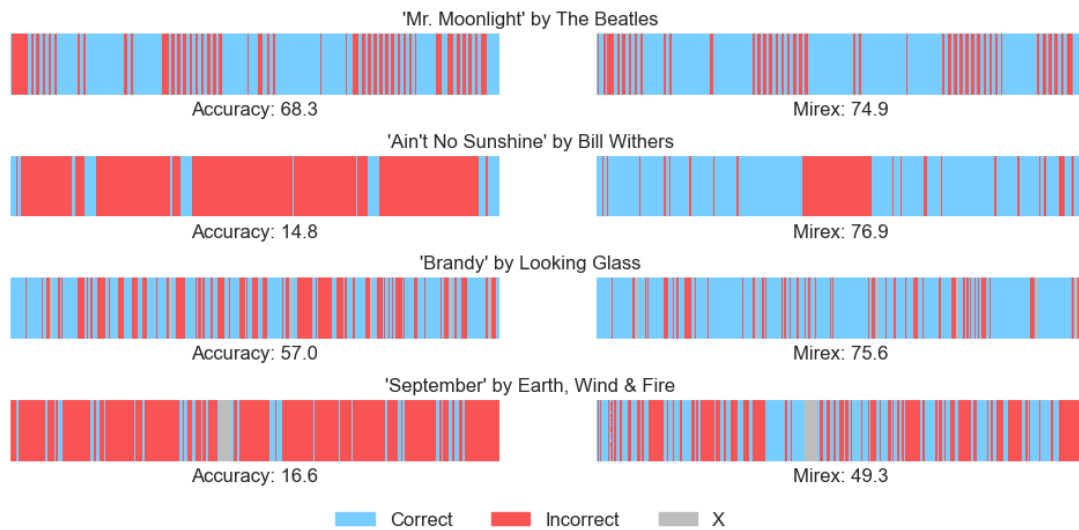 'Mr. Moonlight' by The Beatles
Accuracy: 68.3
Mirex: 74.9
'Ain't No Sunshine' by Bill Withers
Accuracy: 14.8
Mirex: 76.9
'Brandy' by Looking Glass
Accuracy: 57.0
Mirex: 75.6
'September' by Earth, Wind & Fire
Accuracy: 16.6
Mirex: 49.3
Correct
Incorrect
X